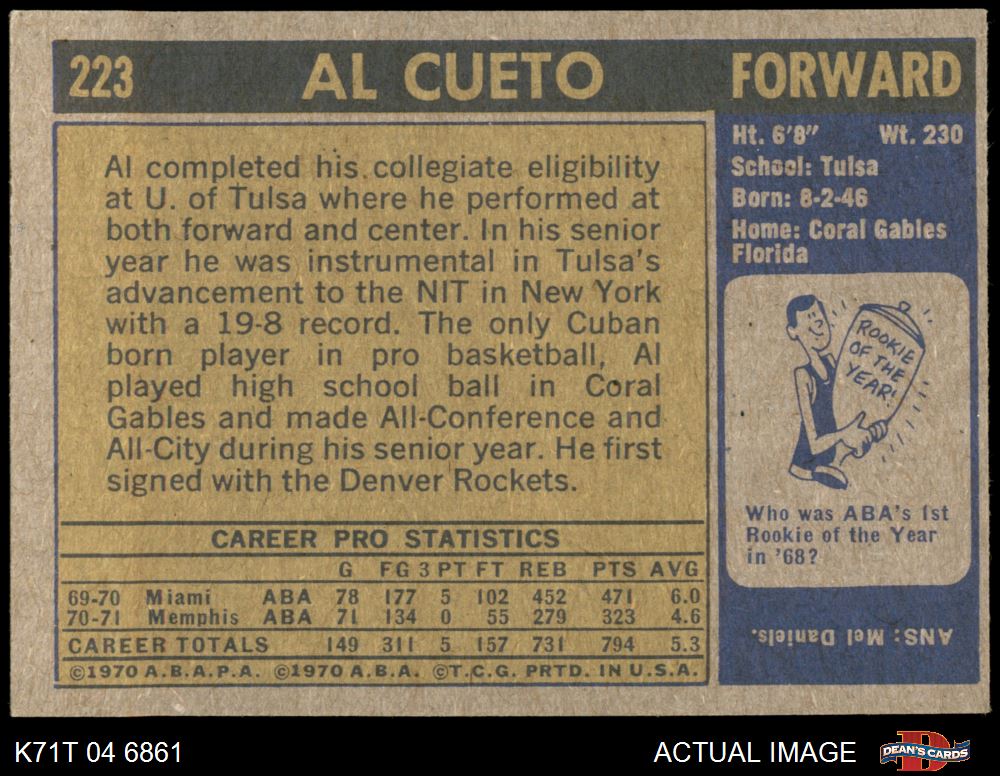 223 AL CUETO FORWARD
Al completed his collegiate eligibility
at U. of Tulsa where he performed at
both forward and center. In his senior
year he was instrumental in Tulsa's
advancement to the NIT in New York
with a 19-8 record. The only Cuban
born player in pro basketball, Al
played high school ball in Coral
Gables and made All-Conference and
All-City during his senior year. He first
signed with the Denver Rockets.
CAREER PRO STATISTICS
G FG 3 PT FT REB PTS AVG
69-70 Miami ABA 78 177 5 102 452 471 6.0
70-71 Memphis ABA 71 134 0 55 279 323 4.6
CAREER TOTALS 149 311 5 157 731 794 5.3
©1970 A.B.A.P.A. ©1970 A.B.A. ©T.C.G. PRTD. IN U.S.A.
Ht. 6'8" Wt. 230
School: Tulsa
Born: 8-2-46
Home: Coral Gables
Florida
ROOKIE
OF THE
YEAR!
Who was ABA's 1st
Rookie of the Year
in '68?
ANS: Mel Daniels.
K71T 04 6861 ACTUAL IMAGE DEAN'S CARDS